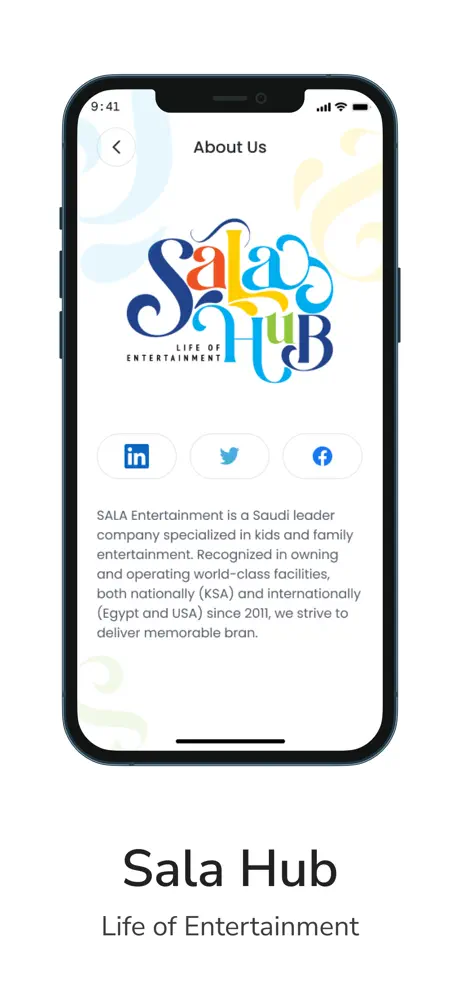 9:41
About Us
SaLa
HuB
LIFE OF
ENTERTAINMENT
SALA Entertainment is a Saudi leader
company specialized in kids and family
entertainment. Recognized in owning
and operating world-class facilities,
both nationally (KSA) and internationally
(Egypt and USA) since 2011, we strive to
deliver memorable bran.
Sala Hub
Life of Entertainment